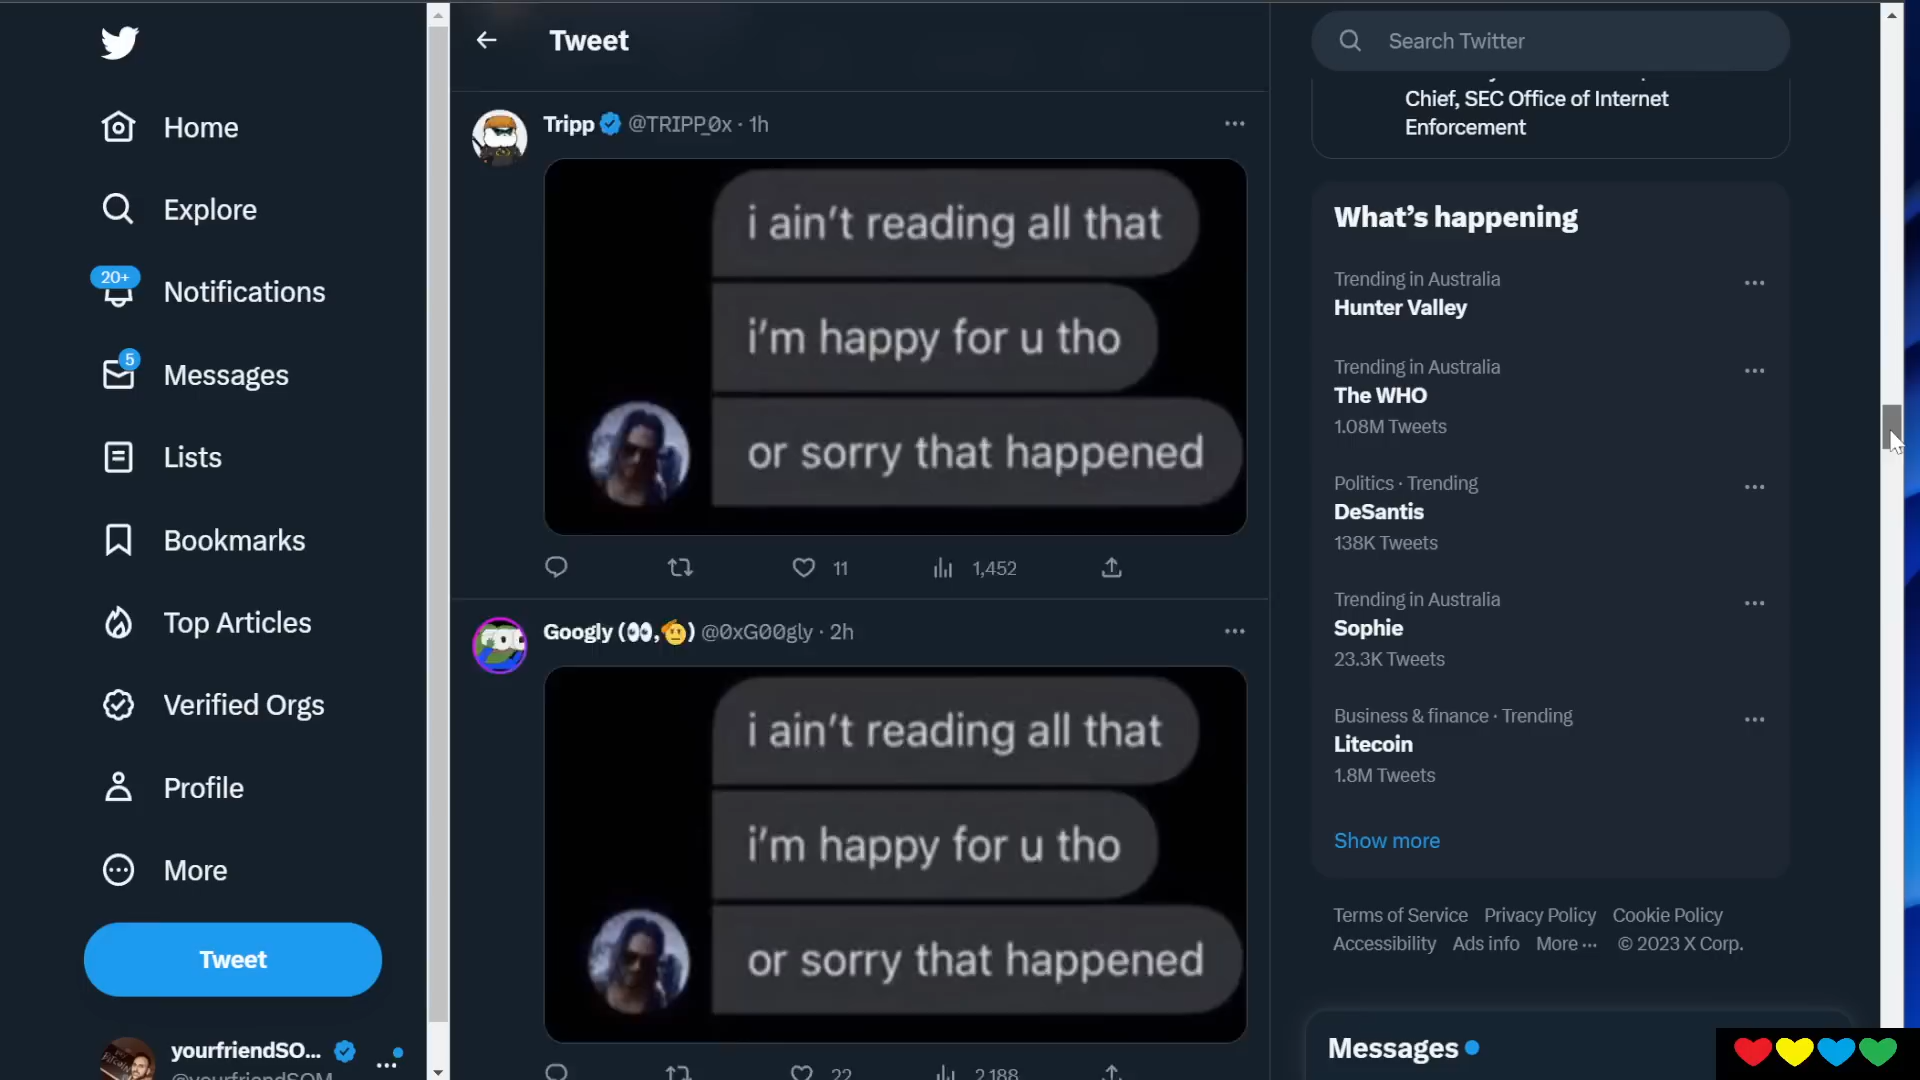 Home
Explore
20+
Notifications
5
Messages
Lists
Bookmarks
Top Articles
Verified Orgs
Profile
More
Tweet
yourfriendSO...
@yourfriendSOM
Tweet
Tripp @TRIPP_0x · 1h
i ain't reading all that
i'm happy for u tho
or sorry that happened
11
1,452
Googly (👀,🫡) @0xG00gly · 2h
i ain't reading all that
i'm happy for u tho
or sorry that happened
22
2,188
Search Twitter
Chief, SEC Office of Internet
Enforcement
What's happening
Trending in Australia
Hunter Valley
Trending in Australia
The WHO
1.08M Tweets
Politics · Trending
DeSantis
138K Tweets
Trending in Australia
Sophie
23.3K Tweets
Business & finance · Trending
Litecoin
1.8M Tweets
Show more
Terms of Service Privacy Policy Cookie Policy
Accessibility Ads info More ··· © 2023 X Corp.
Messages